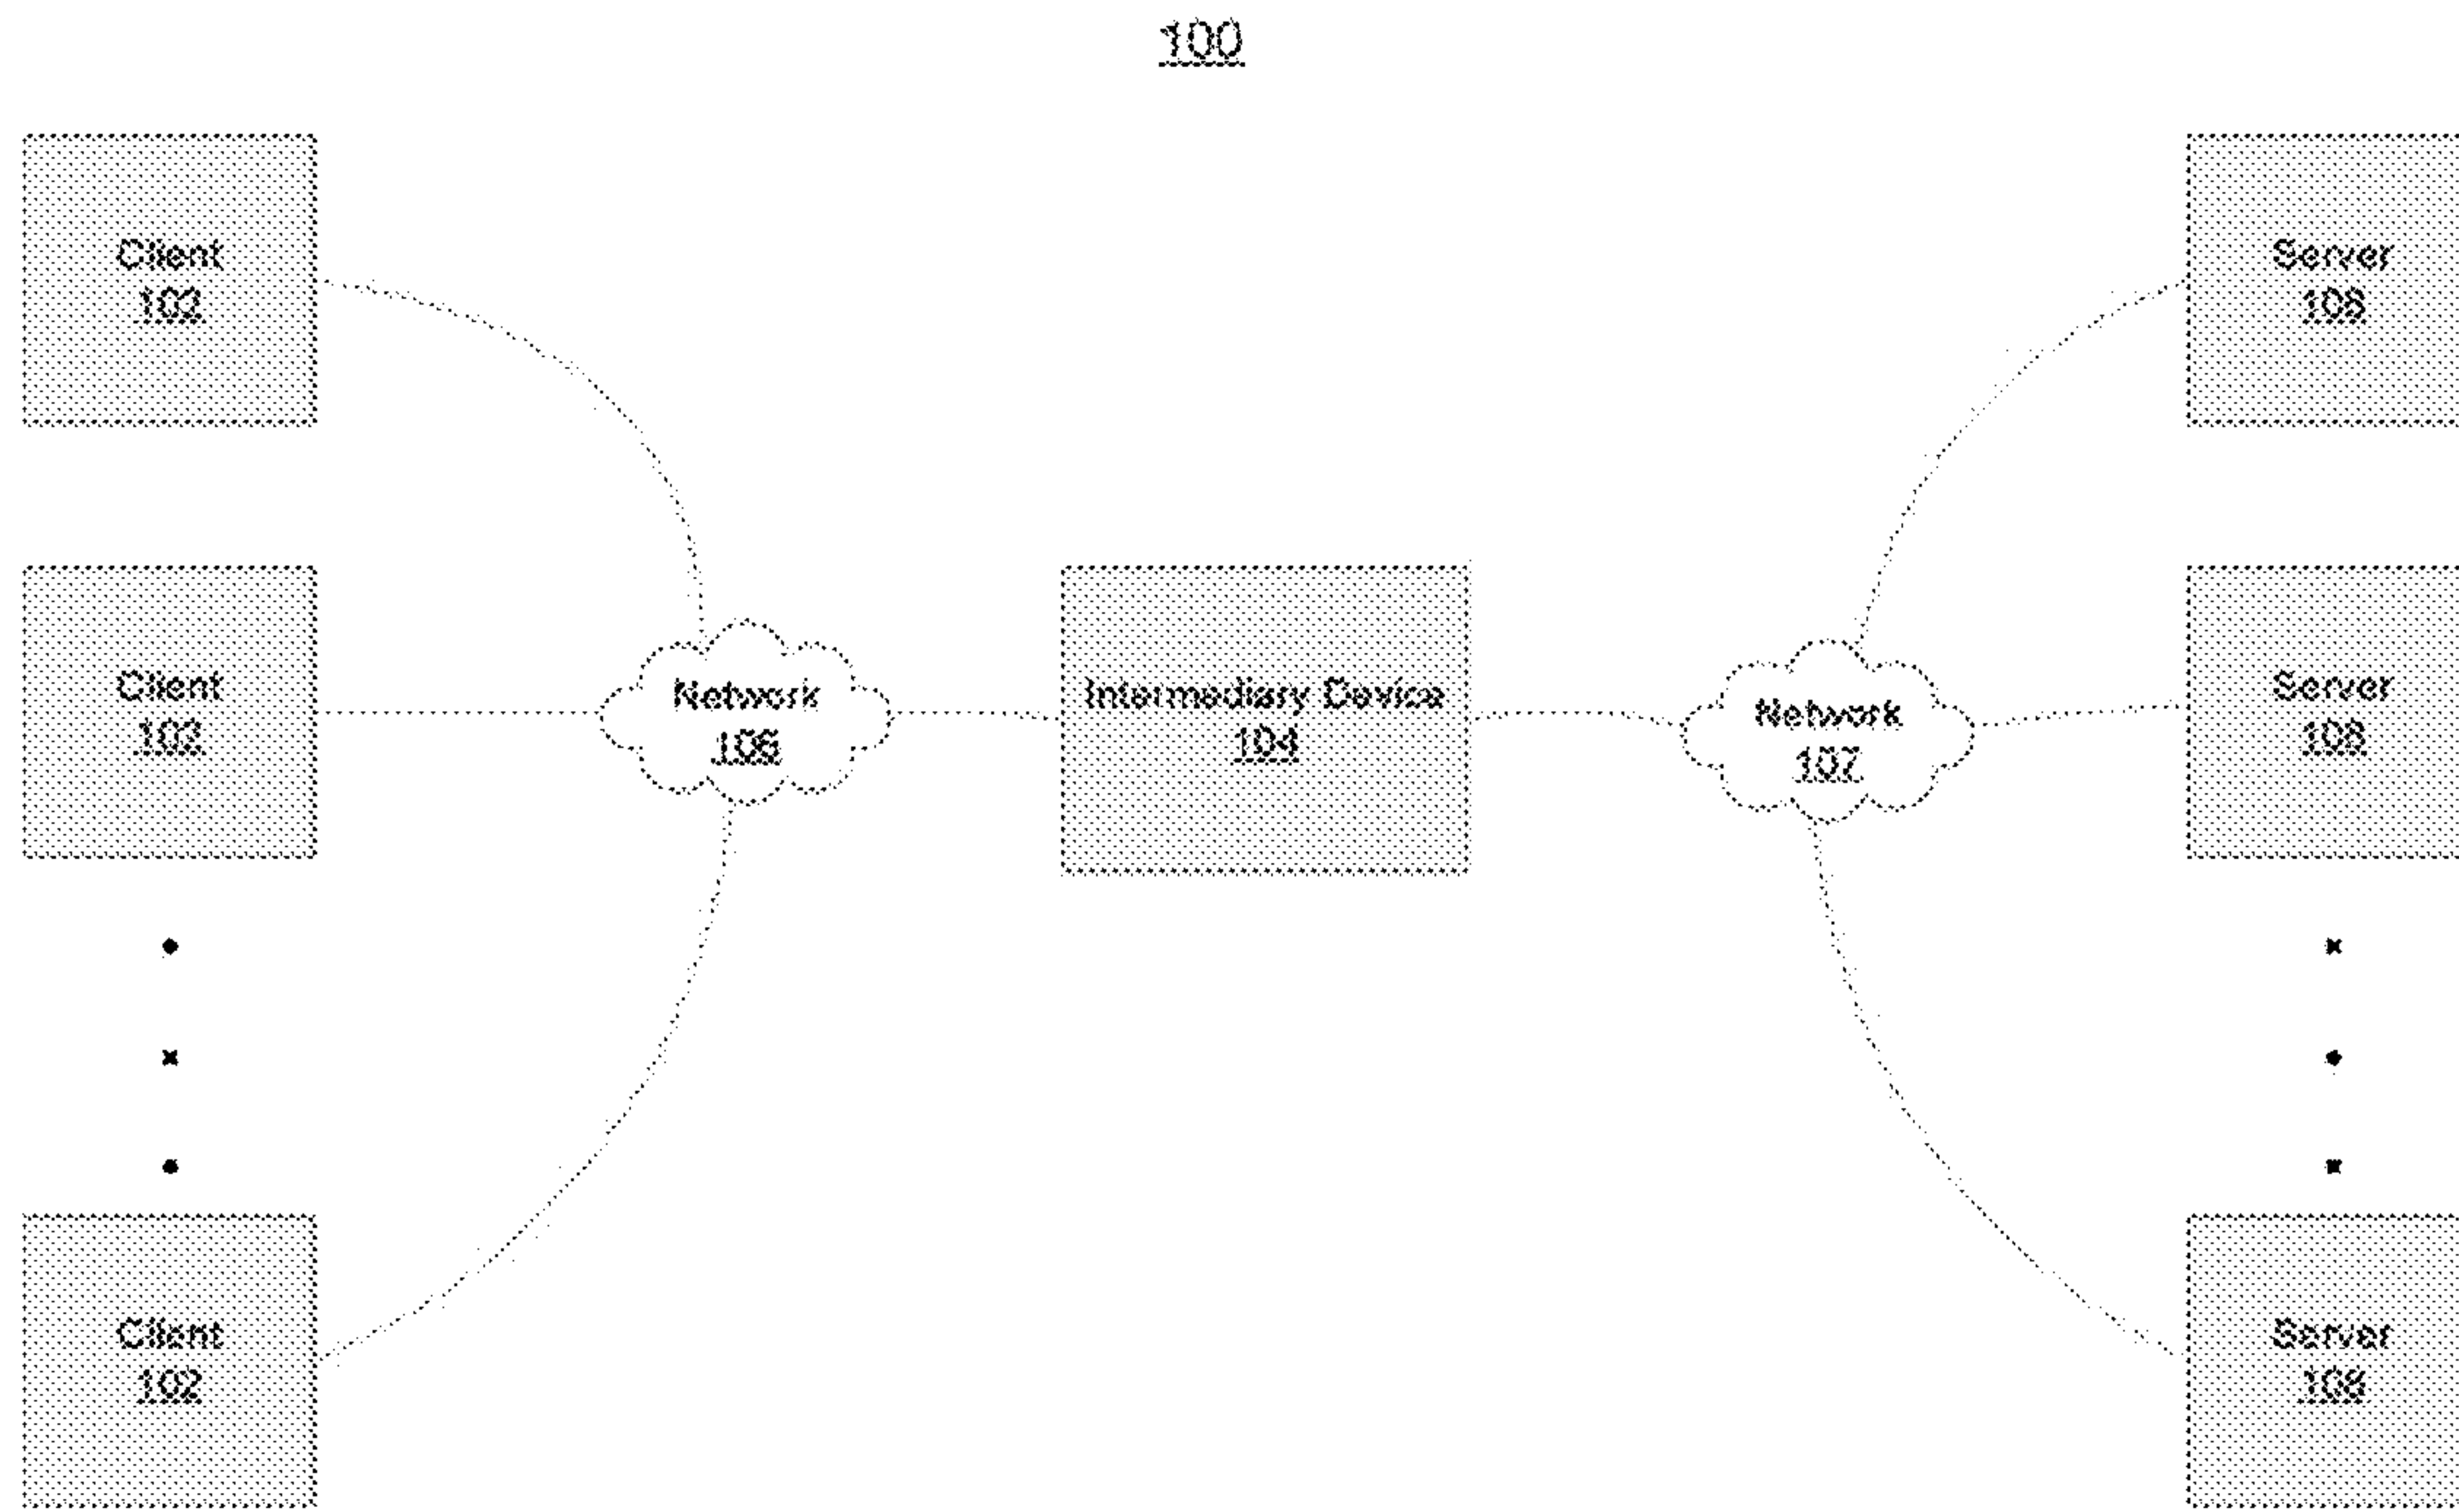 100
Client
102
Server
108
Client
102
Network
106
Intermediary Device
104
Network
107
Server
108
Client
102
Server
108